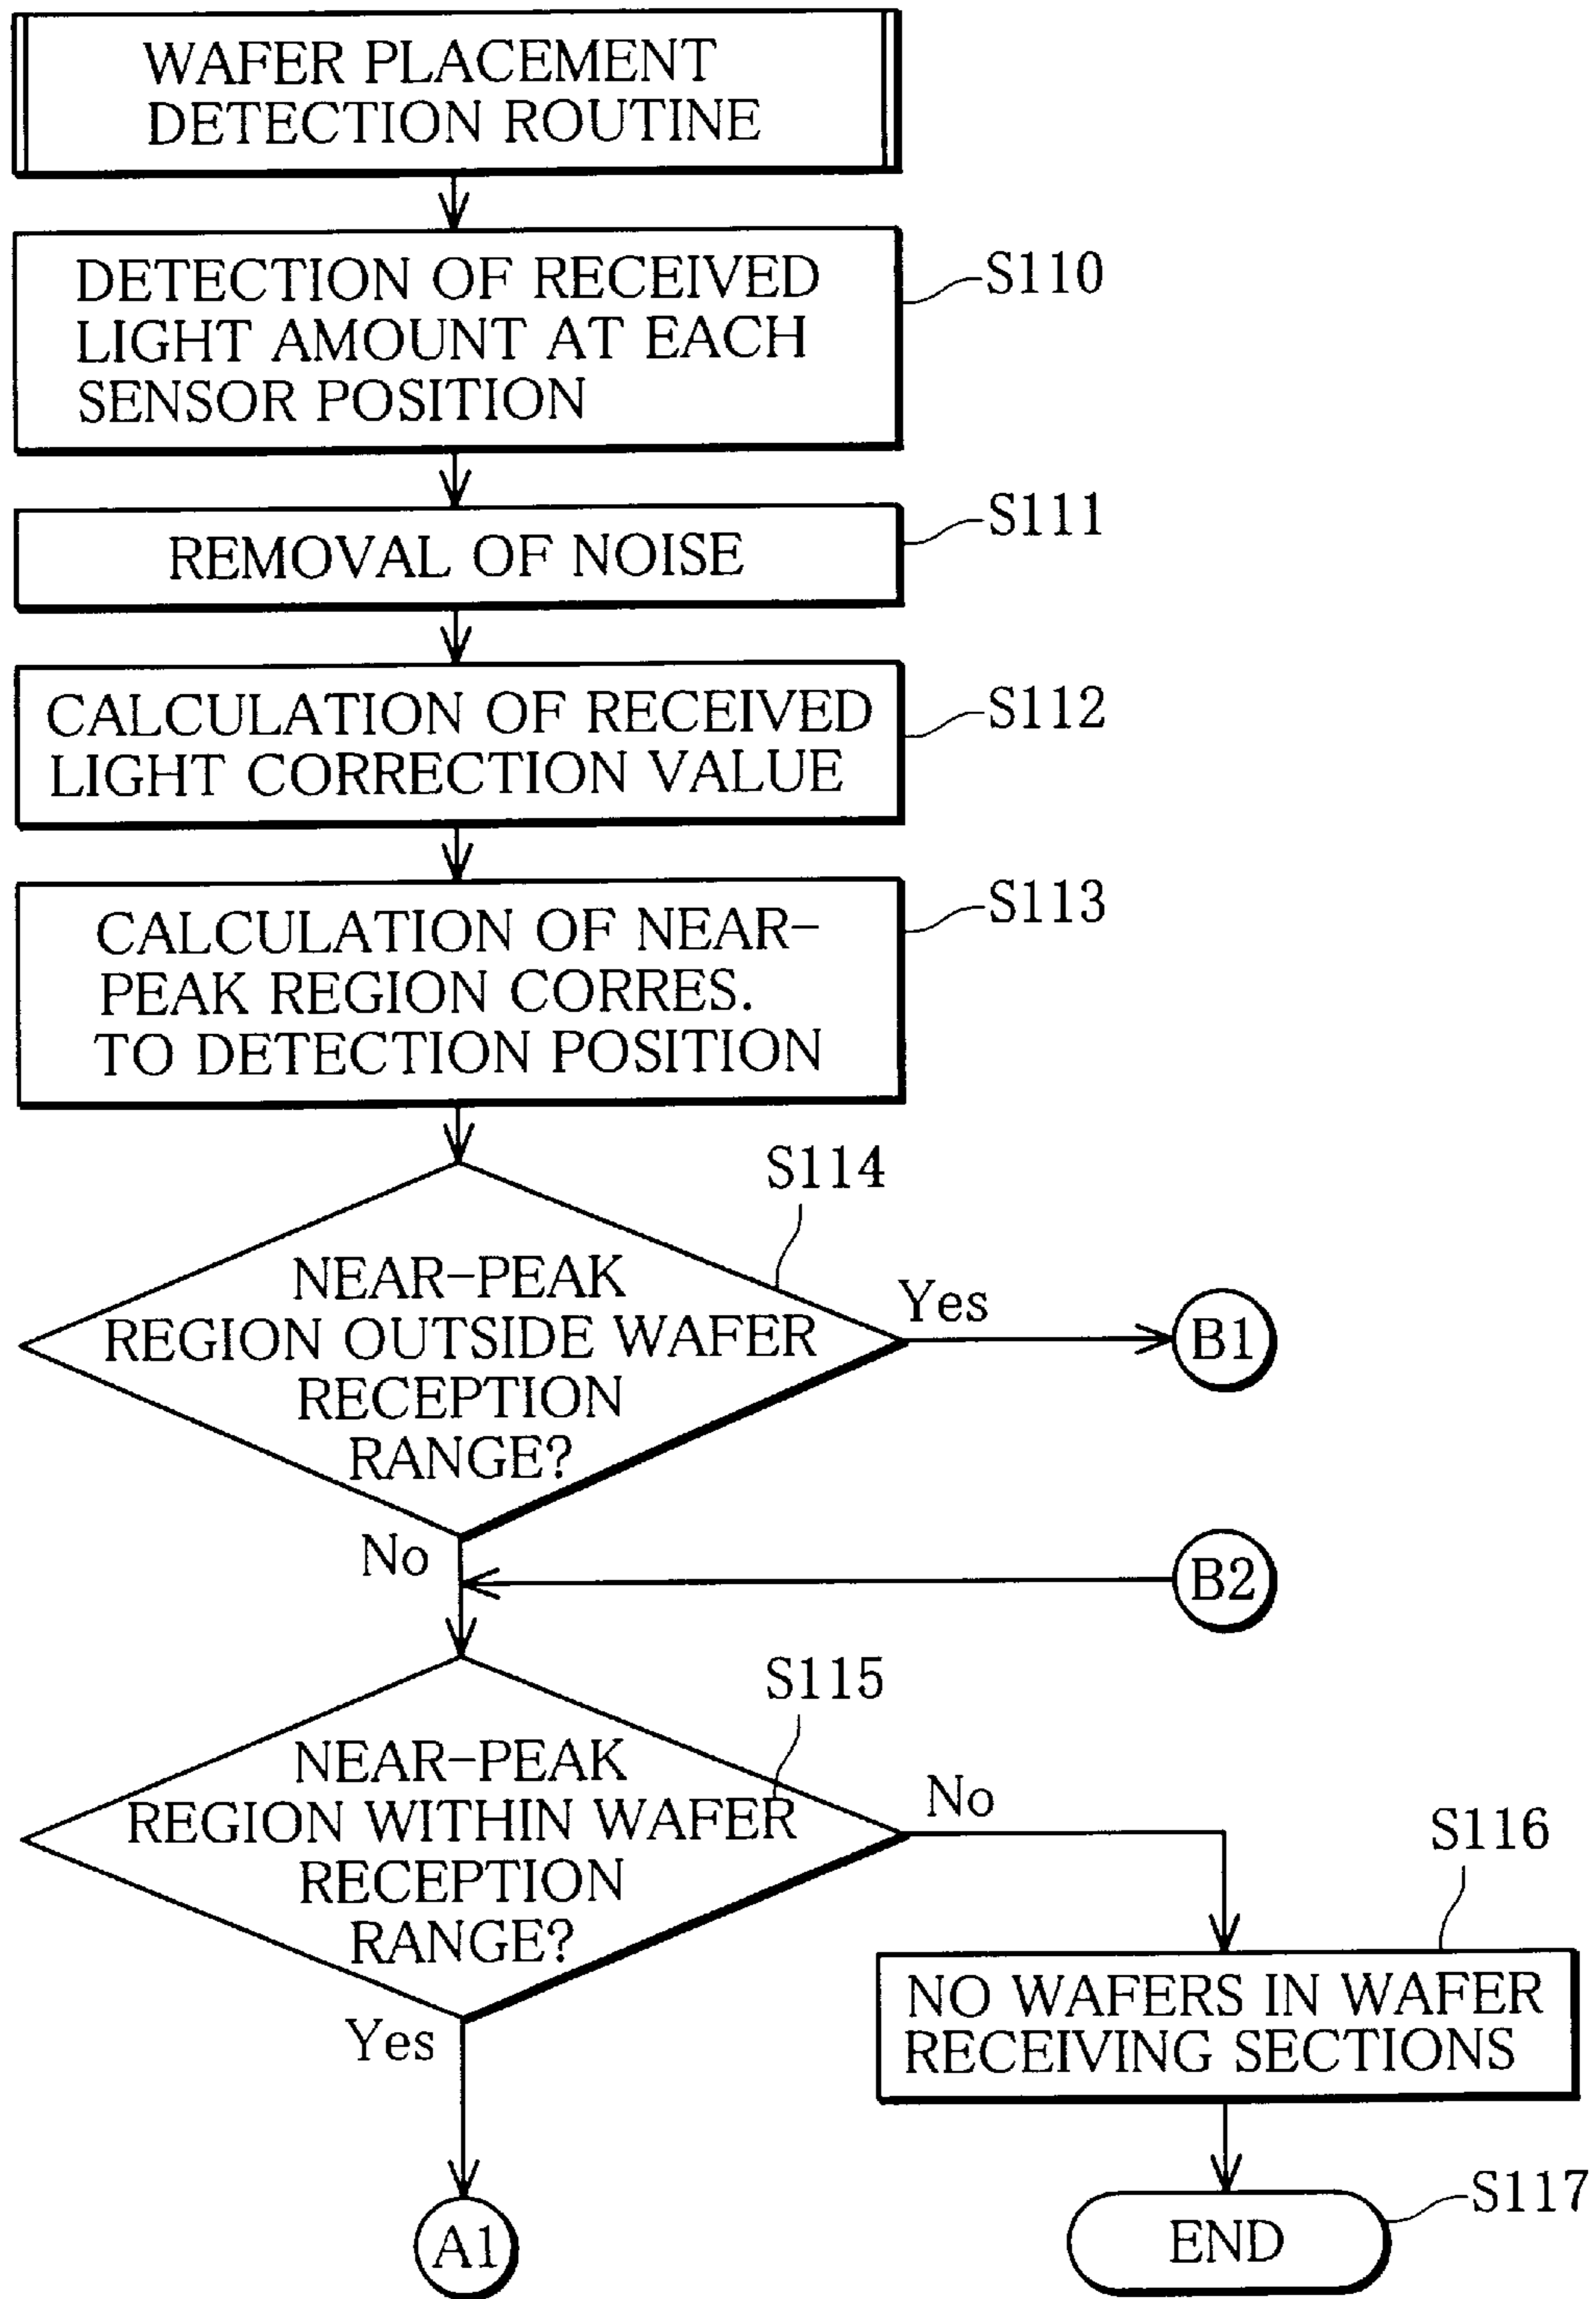 WAFER PLACEMENT
DETECTION ROUTINE
DETECTION OF RECEIVED
LIGHT AMOUNT AT EACH
SENSOR POSITION
S110
REMOVAL OF NOISE
S111
CALCULATION OF RECEIVED
LIGHT CORRECTION VALUE
S112
CALCULATION OF NEAR-
PEAK REGION CORRES.
TO DETECTION POSITION
S113
S114
NEAR-PEAK
REGION OUTSIDE WAFER
RECEPTION
RANGE?
Yes
B1
No
B2
S115
NEAR-PEAK
REGION WITHIN WAFER
RECEPTION
RANGE?
No
S116
NO WAFERS IN WAFER
RECEIVING SECTIONS
Yes
S117
A1
END